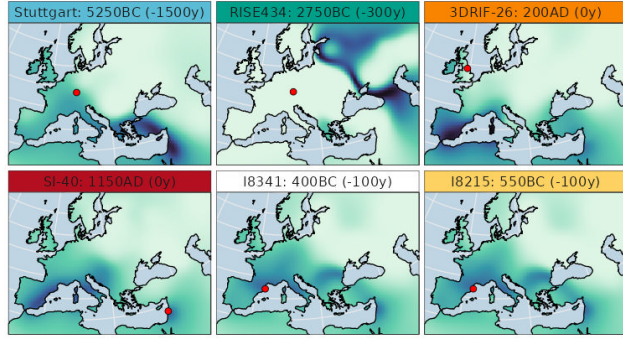 Stuttgart: 5250BC (-1500y)
RISE434: 2750BC (-300y)
3DRIF-26: 200AD (0y)
SI-40: 1150AD (0y)
I8341: 400BC (-100y)
I8215: 550BC (-100y)